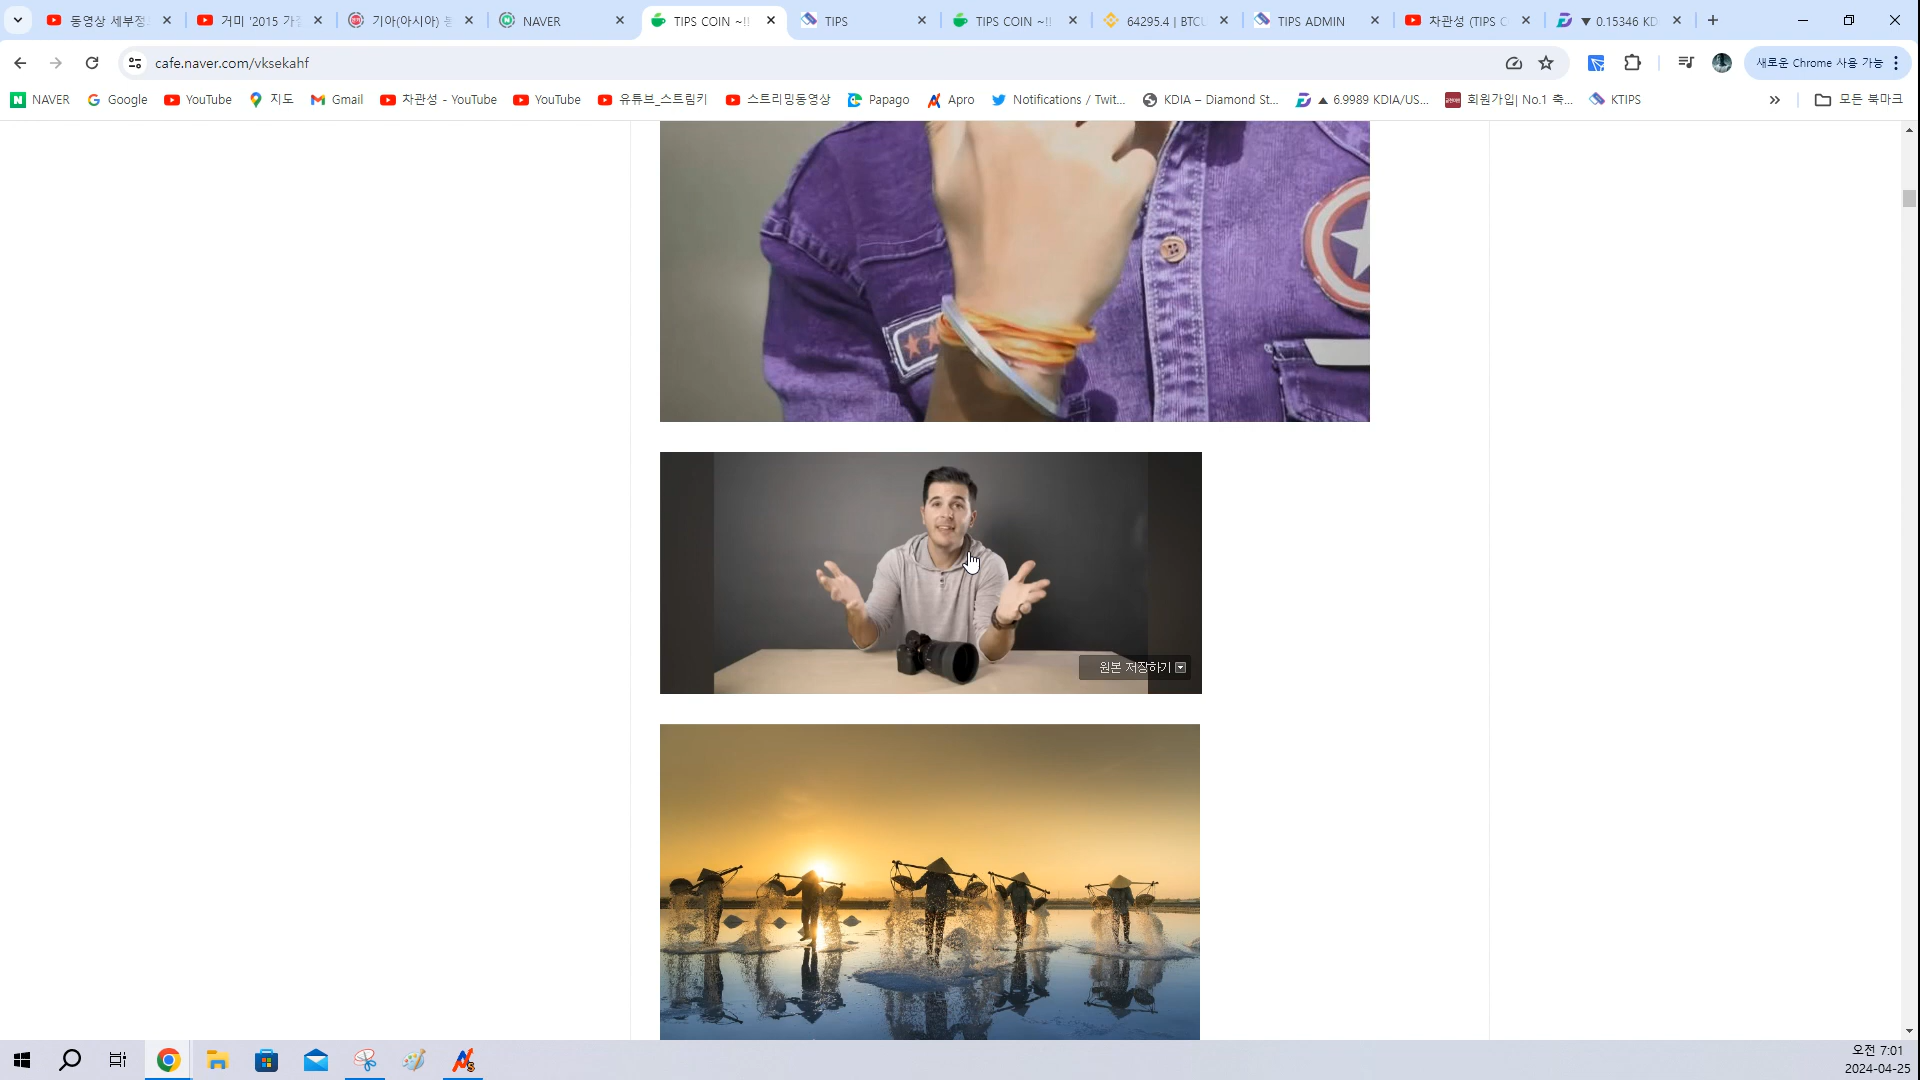 동영상 세부정
거미 '2015 가
기아(아시아) 분
NAVER
TIPS COIN ~!!
TIPS
TIPS COIN ~!!
64295.4 | BTCU
TIPS ADMIN
차관성 (TIPS C
▼ 0.15346 KD
cafe.naver.com/vksekahf
새로운 Chrome 사용 가능
NAVER
Google
YouTube
지도
Gmail
차관성 - YouTube
YouTube
유튜브_스트림키
스트리밍동영상
Papago
Apro
Notifications / Twit...
KDIA – Diamond St...
▲ 6.9989 KDIA/US...
회원가입| No.1 축...
KTIPS
모든 북마크
원본 저장하기
오전 7:01
2024-04-25